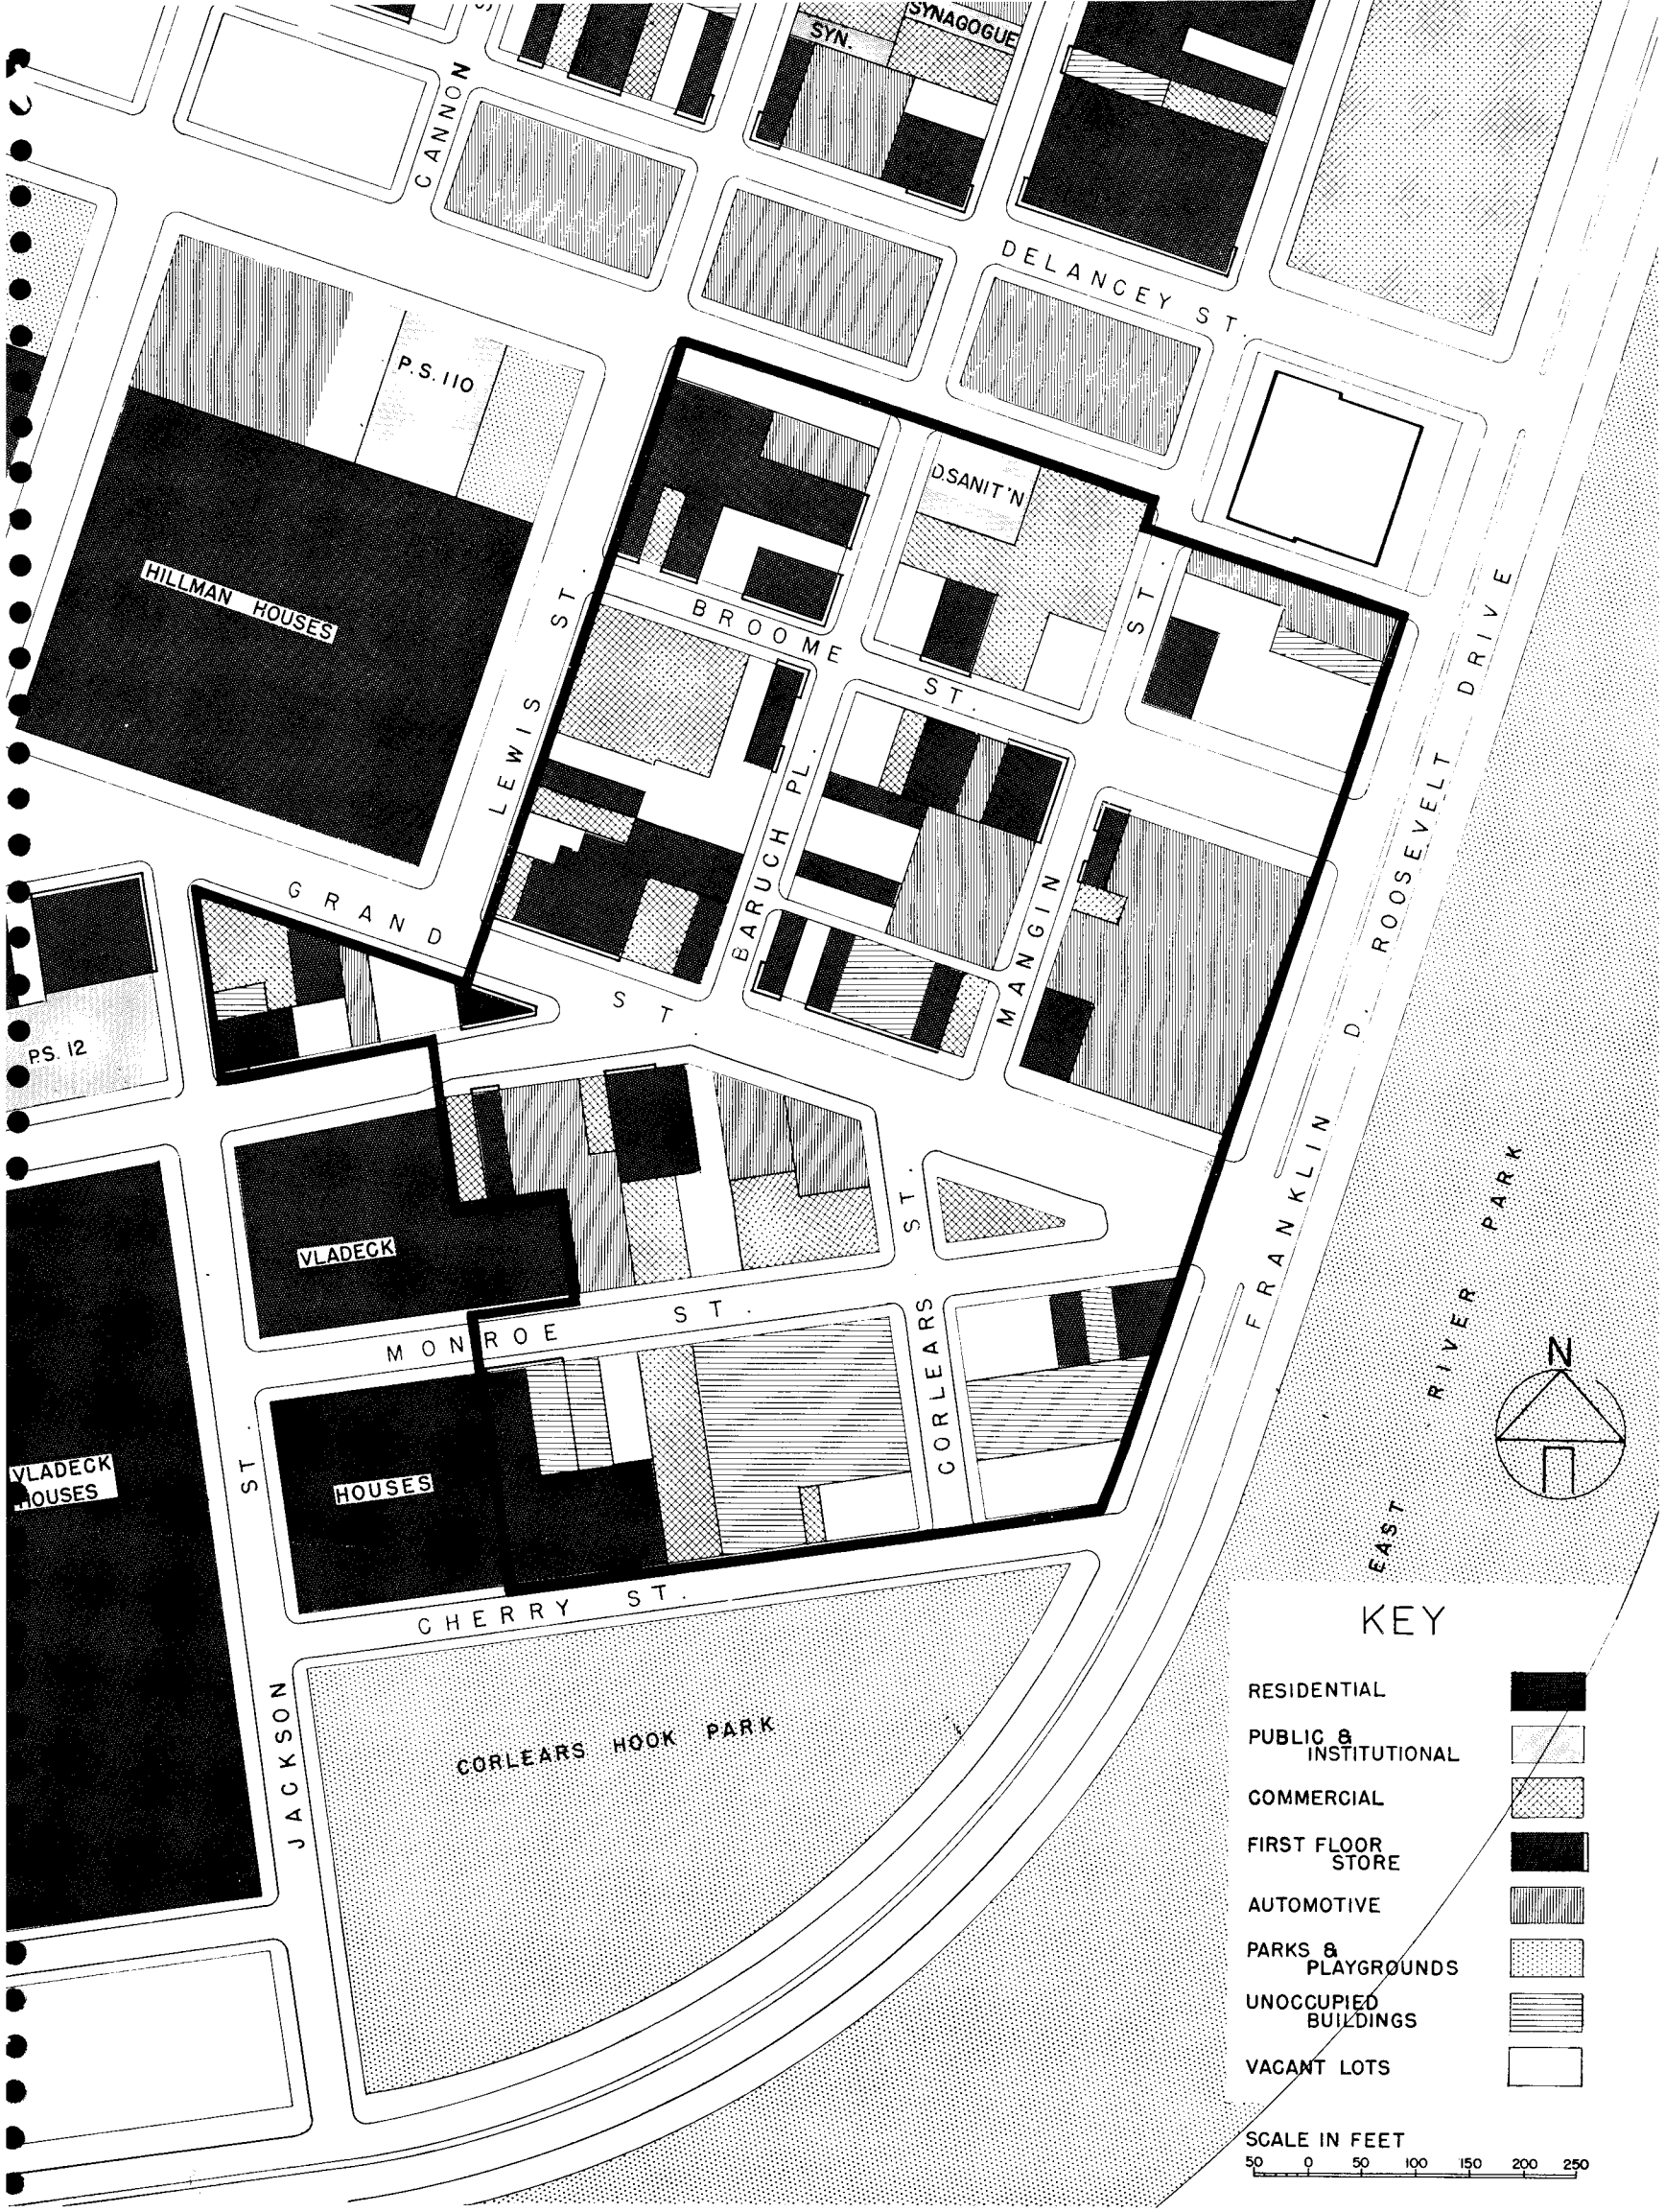 SYNAGOGUE
SYN.
CANNON
DELANCEY ST.
P.S. 110
D.SANIT'N
HILLMAN HOUSES
LEWIS ST.
BROOME ST.
ST.
BARUCH PL.
MANGIN
GRAND ST.
P.S. 12
FRANKLIN D. ROOSEVELT DRIVE
EAST RIVER PARK
VLADECK
HOUSES
MONROE ST.
CORLEARS ST.
N
VLADECK
HOUSES
JACKSON ST.
CHERRY ST.
CORLEARS HOOK PARK
KEY
RESIDENTIAL
PUBLIC &
INSTITUTIONAL
COMMERCIAL
FIRST FLOOR
STORE
AUTOMOTIVE
PARKS &
PLAYGROUNDS
UNOCCUPIED
BUILDINGS
VACANT LOTS
SCALE IN FEET
50 0 50 100 150 200 250